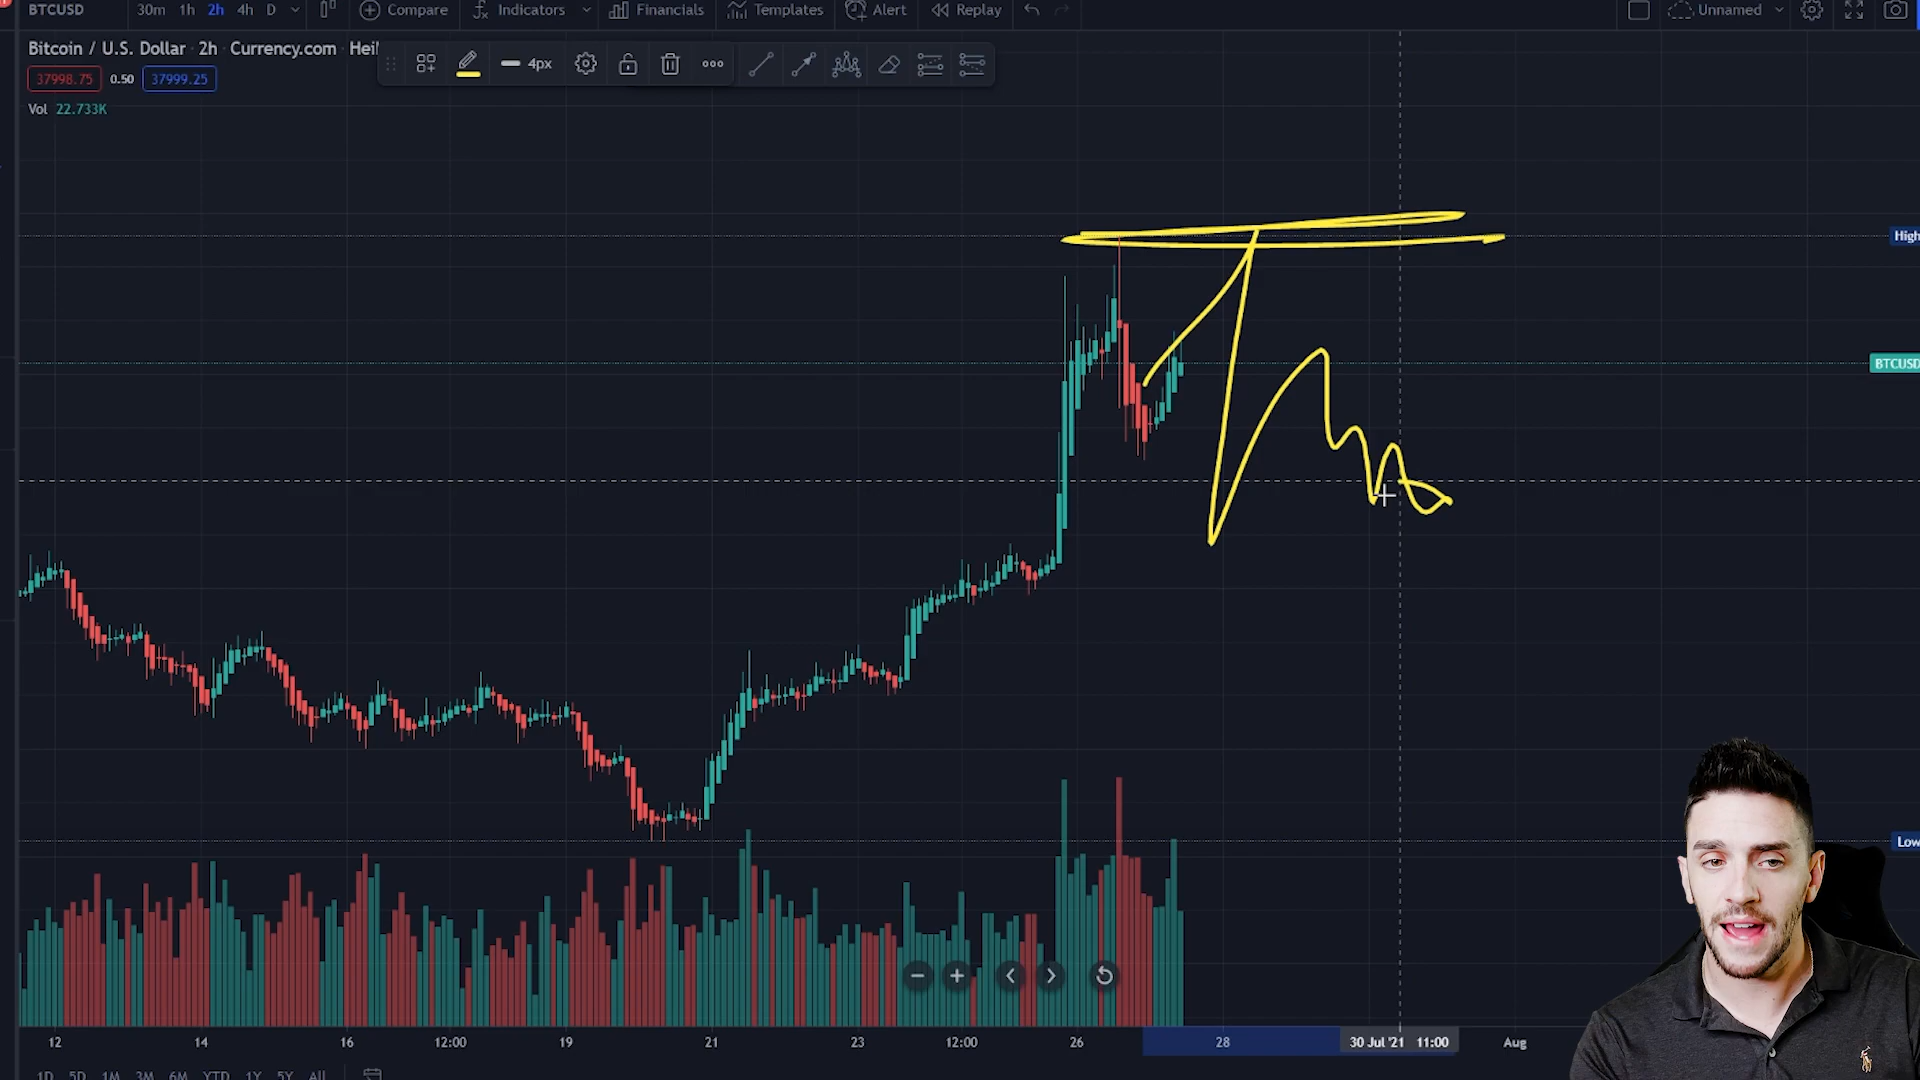 BTCUSD 30m 1h 2h 4h D Compare Indicators Financials Templates Alert Replay Unnamed
Bitcoin / U.S. Dollar · 2h · Currency.com · Hei
4px
37998.75 0.50 37999.25
Vol 22.733K
High
BTCUSD
Low
12 14 16 12:00 19 21 23 12:00 26 28 30 Jul '21 11:00 Aug
1D 5D 1M 3M 6M YTD 1Y 5Y All